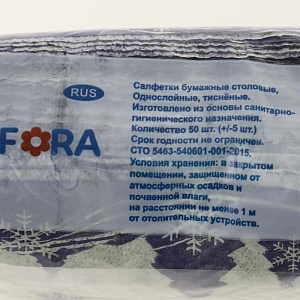 RUS
FORA
Салфетки бумажные столовые,
Однослойные, тиснёные.
Изготовлено из основы санитарно-
гигиенического назначения.
Количество 50 шт. (+/-5 шт.)
Срок годности не ограничен.
СТО 5463-540601-001-2015.
Условия хранения: в закрытом
помещении, защищенном от
атмосферных осадков и
почвенной влаги,
на расстоянии не менее 1 м
от отопительных устройств.